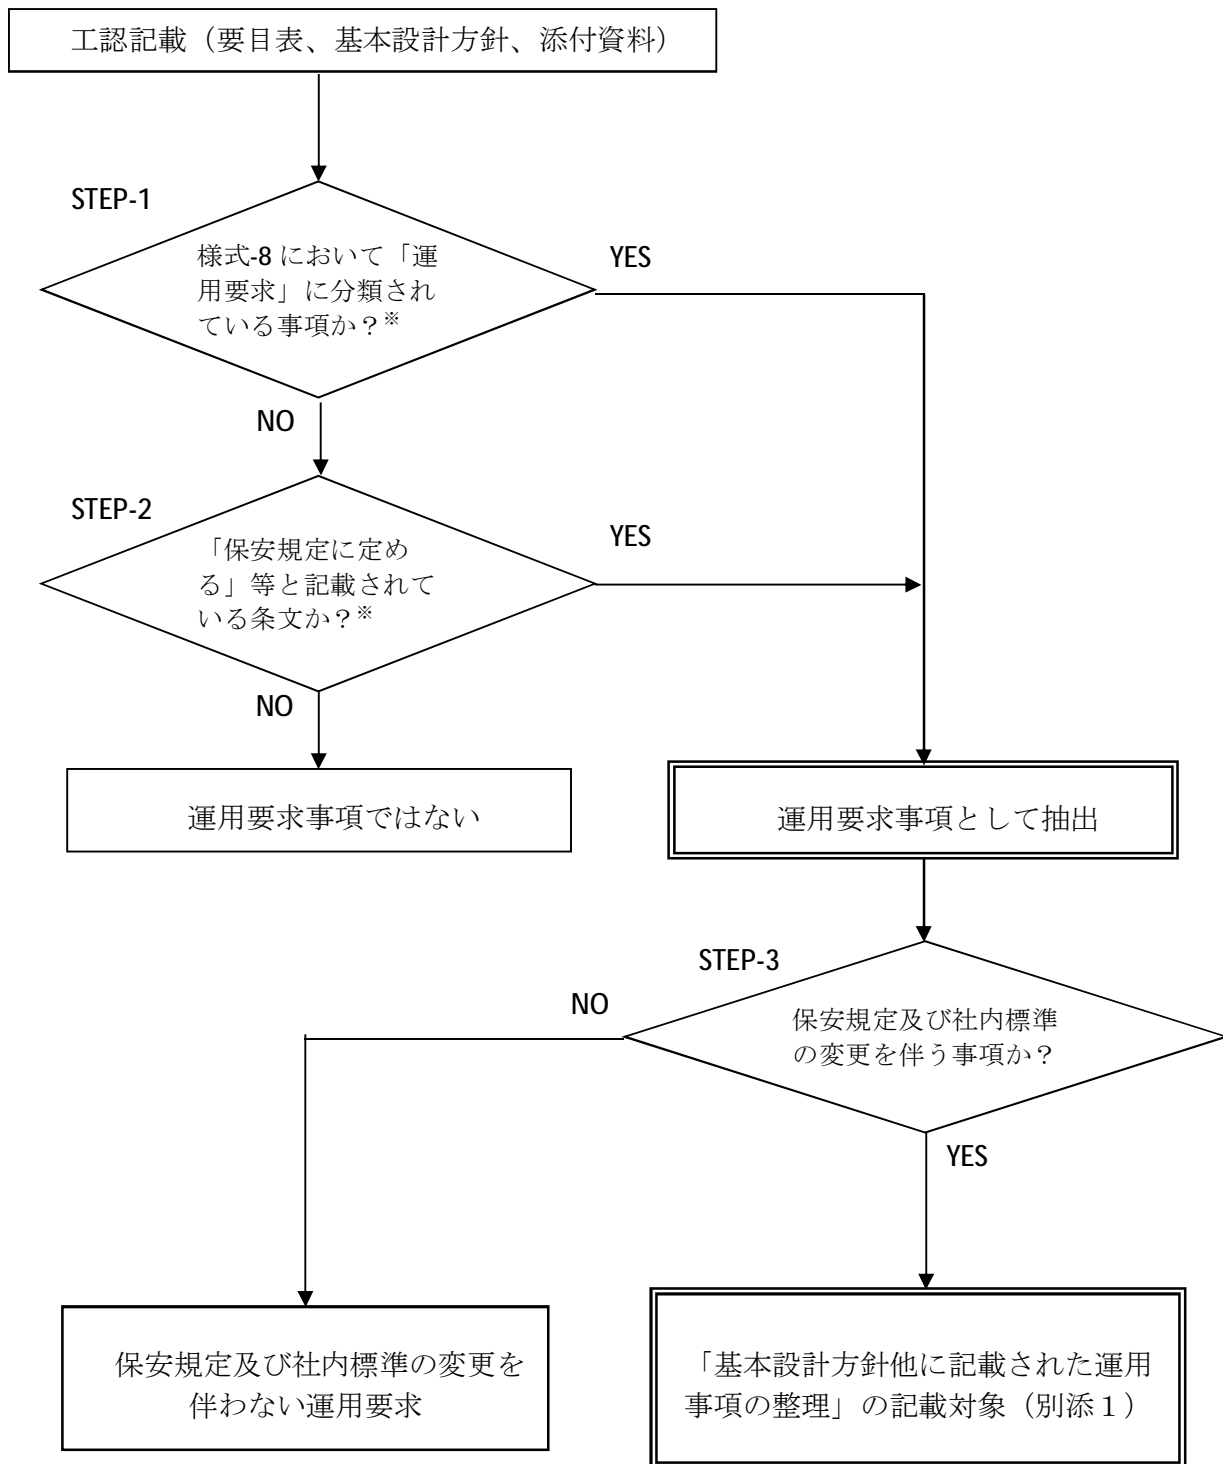 工認記載（要目表、基本設計方針、添付資料）
STEP-1
様式-8 において「運
用要求」に分類され
ている事項か？※
YES
NO
STEP-2
「保安規定に定め
る」等と記載されて
いる条文か？※
YES
NO
運用要求事項ではない
運用要求事項として抽出
STEP-3
保安規定及び社内標準
の変更を伴う事項か？
NO
YES
保安規定及び社内標準の変更を
伴わない運用要求
「基本設計方針他に記載された運用
事項の整理」の記載対象（別添１）